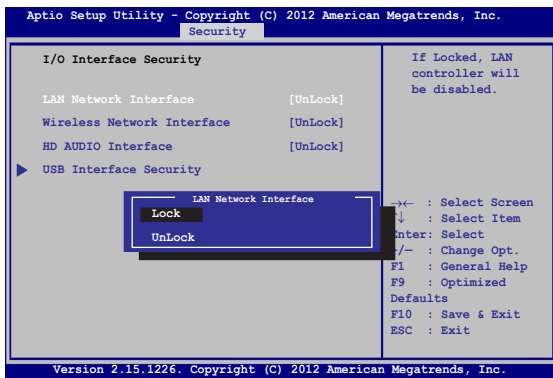 Aptio Setup Utility - Copyright (C) 2012 American Megatrends, Inc.
Security
I/O Interface Security
LAN Network Interface [UnLock]
Wireless Network Interface [UnLock]
HD AUDIO Interface [UnLock]
USB Interface Security
LAN Network Interface
Lock
UnLock
If Locked, LAN
controller will
be disabled.
→← : Select Screen
↑↓ : Select Item
Enter: Select
+/— : Change Opt.
F1 : General Help
F9 : Optimized
Defaults
F10 : Save & Exit
ESC : Exit
Version 2.15.1226. Copyright (C) 2012 American Megatrends, Inc.